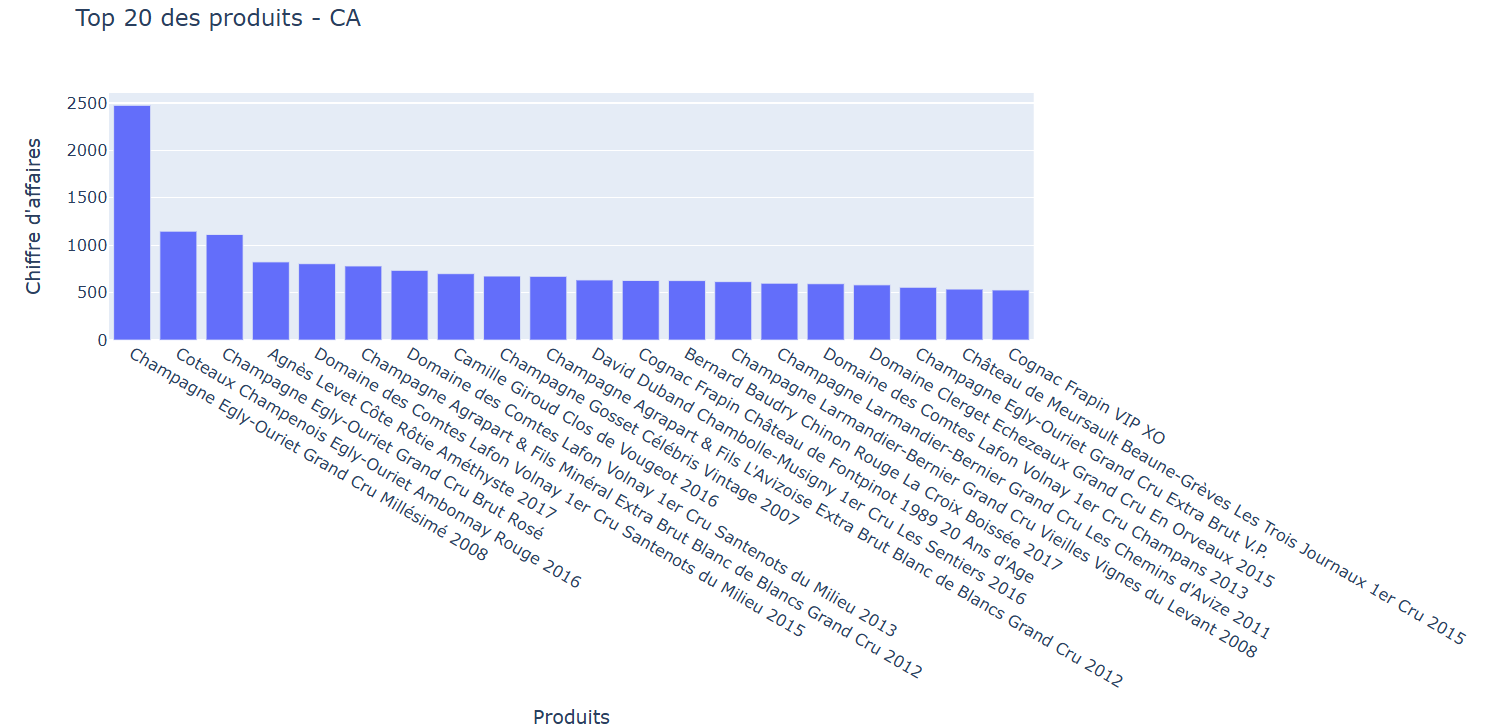 Top 20 des produits - CA
Chiffre d'affaires
2500
2000
1500
1000
500
0
Champagne Egly-Ouriet Grand Cru Millésimé 2008
Coteaux Champenois Egly-Ouriet Ambonnay Rouge 2016
Champagne Egly-Ouriet Grand Cru Brut Rosé
Agnès Levet Côte Rôtie Améthyste 2017
Domaine des Comtes Lafon Volnay 1er Cru Santenots du Milieu 2015
Champagne Agrapart & Fils Minéral Extra Brut Blanc de Blancs Grand Cru 2012
Domaine des Comtes Lafon Volnay 1er Cru Santenots du Milieu 2013
Camille Giroud Clos de Vougeot 2016
Champagne Gosset Célébris Vintage 2007
Champagne Agrapart & Fils L'Avizoise Extra Brut Blanc de Blancs Grand Cru 2012
David Duband Chambolle-Musigny 1er Cru Les Sentiers 2016
Cognac Frapin Château de Fontpinot 1989 20 Ans d'Age
Bernard Baudry Chinon Rouge La Croix Boissée 2017
Champagne Larmandier-Bernier Grand Cru Vieilles Vignes du Levant 2008
Champagne Larmandier-Bernier Grand Cru Les Chemins d'Avize 2011
Domaine des Comtes Lafon Volnay 1er Cru Champans 2013
Domaine Clerget Echezeaux Grand Cru En Orveaux 2015
Champagne Egly-Ouriet Grand Cru Extra Brut V.P.
Château de Meursault Beaune-Grèves Les Trois Journaux 1er Cru 2015
Cognac Frapin VIP XO
Produits